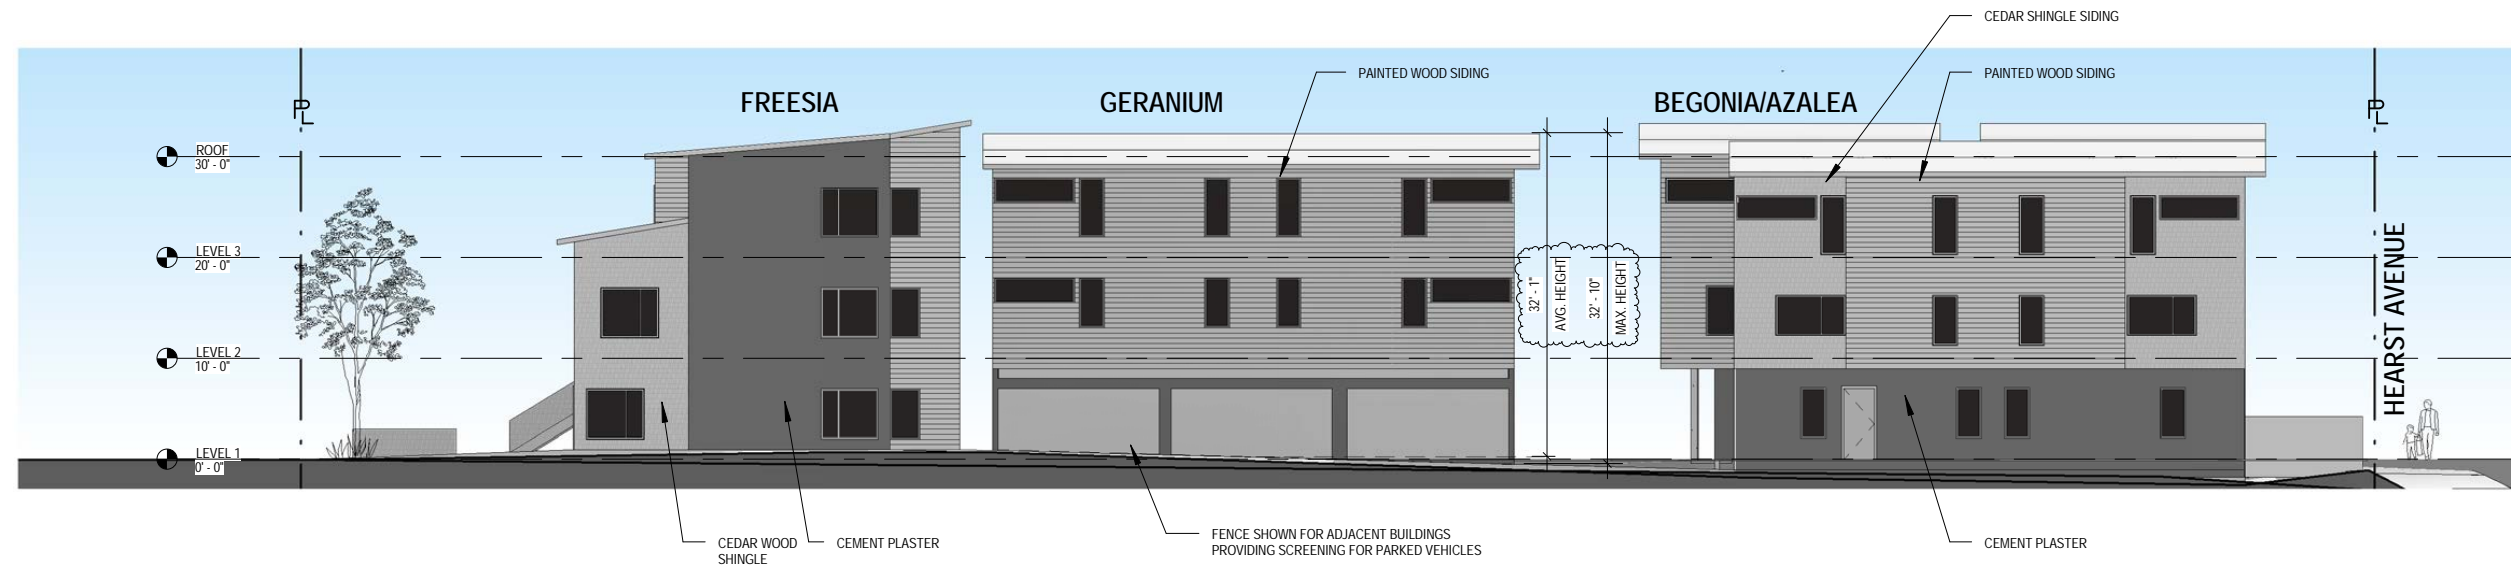 CEDAR SHINGLE SIDING
PAINTED WOOD SIDING
PAINTED WOOD SIDING
FREESIA
GERANIUM
BEGONIA/AZALEA
PL
PL
ROOF
30' - 0"
LEVEL 3
20' - 0"
LEVEL 2
10' - 0"
LEVEL 1
0' - 0"
32' - 1"
AVG. HEIGHT
32' - 10"
MAX. HEIGHT
HEARST AVENUE
CEDAR WOOD
SHINGLE
CEMENT PLASTER
FENCE SHOWN FOR ADJACENT BUILDINGS
PROVIDING SCREENING FOR PARKED VEHICLES
CEMENT PLASTER